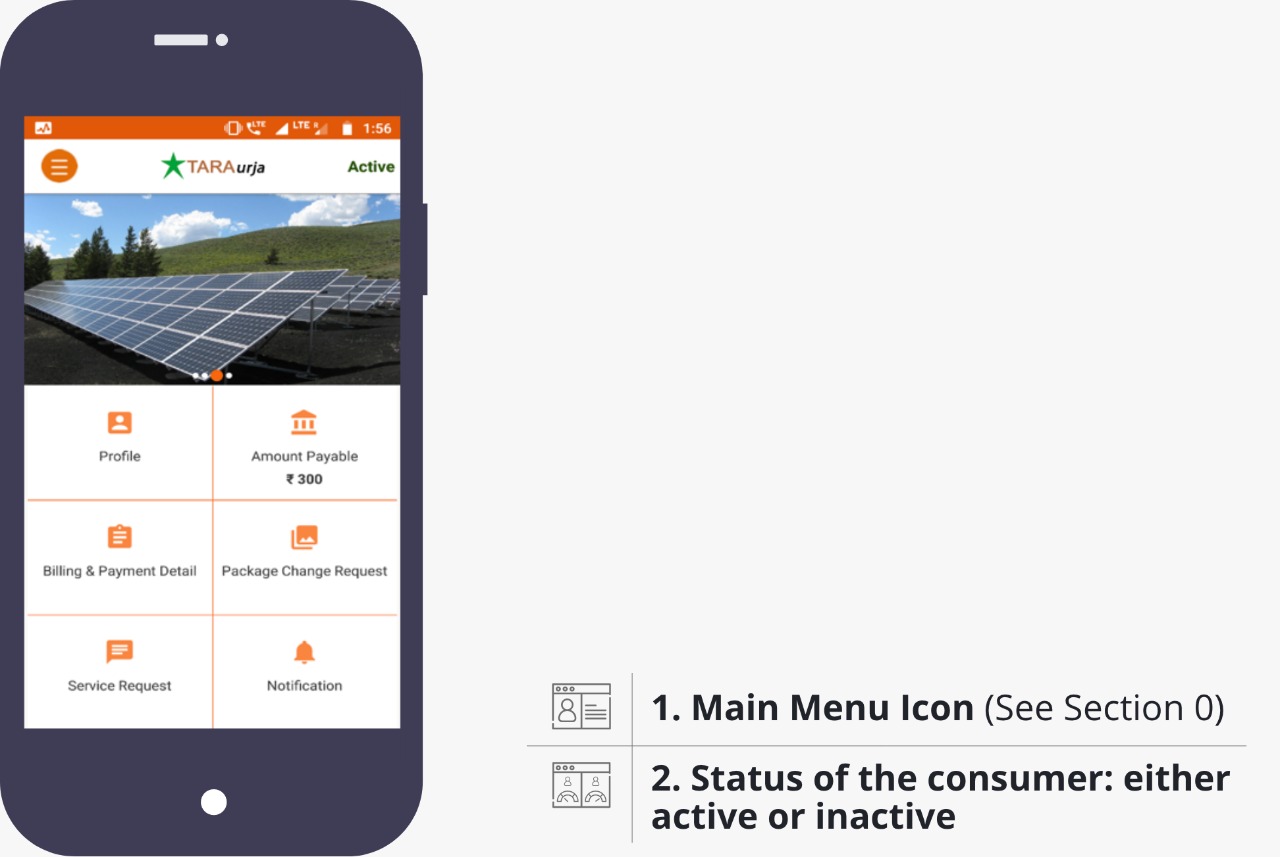 LTE LTE R 1:56
TARAurja Active
Profile
Amount Payable
₹ 300
Billing & Payment Detail
Package Change Request
Service Request
Notification
1. Main Menu Icon (See Section 0)
2. Status of the consumer: either
active or inactive